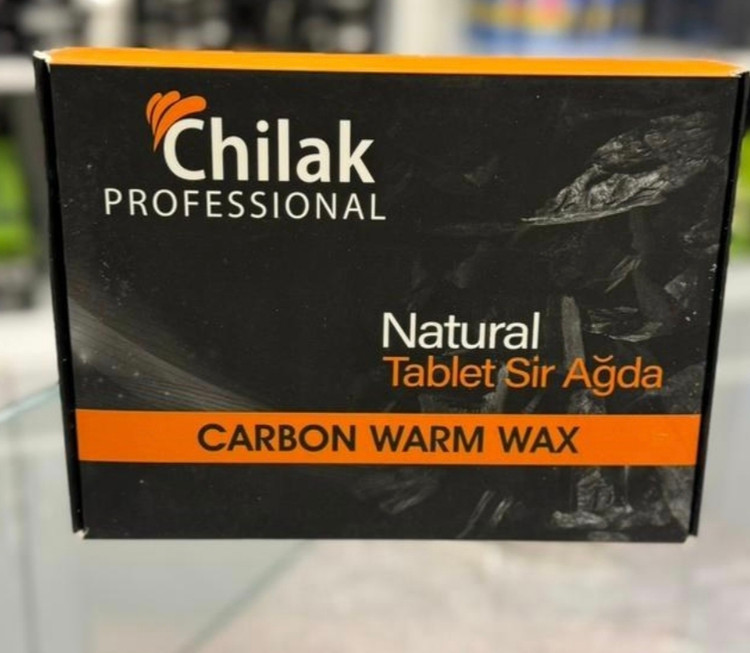 Chilak
PROFESSIONAL
Natural
Tablet Sir Ağda
CARBON WARM WAX